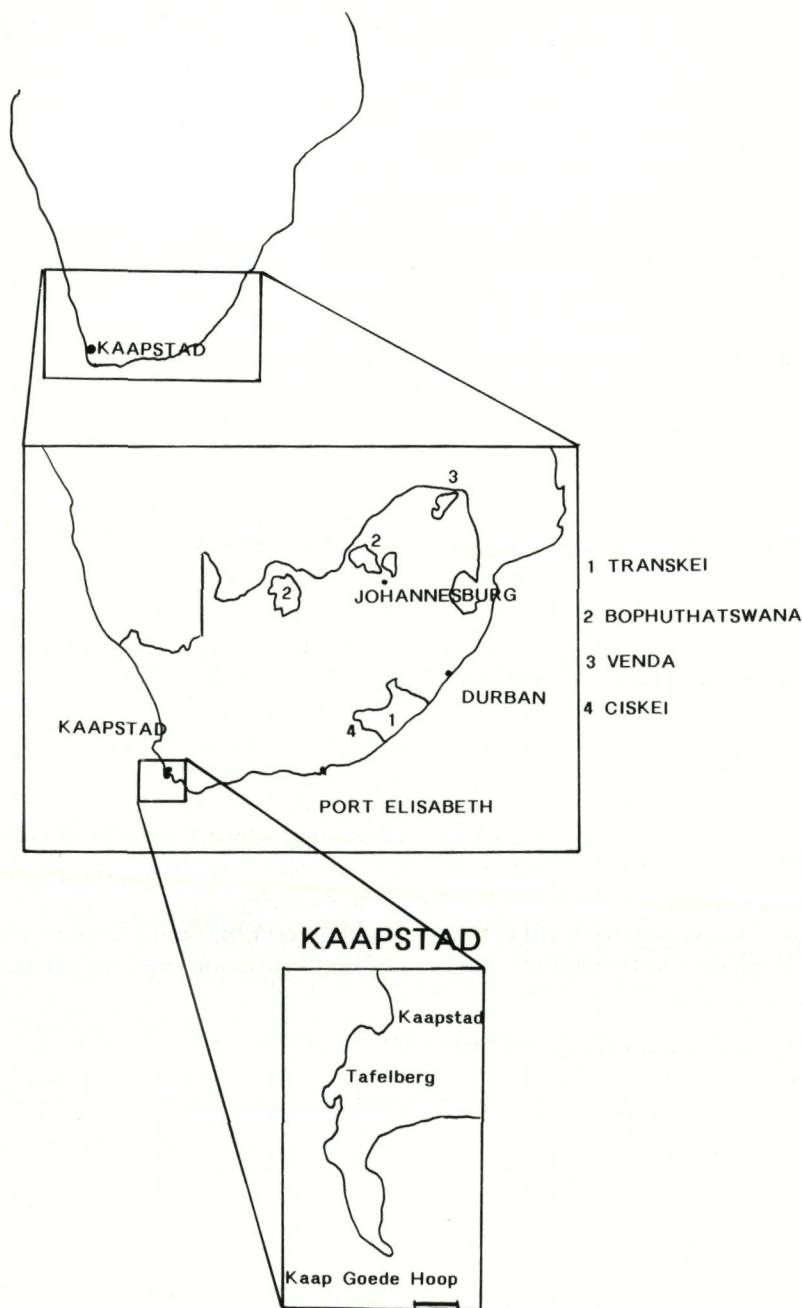 KAAPSTAD
3
2
1 TRANSKEI
2
JOHANNESBURG
2 BOPHUTHATSWANA
3 VENDA
DURBAN
4 CISKEI
1
4
KAAPSTAD
PORT ELISABETH
KAAPSTAD
Kaapstad
Tafelberg
Kaap Goede Hoop